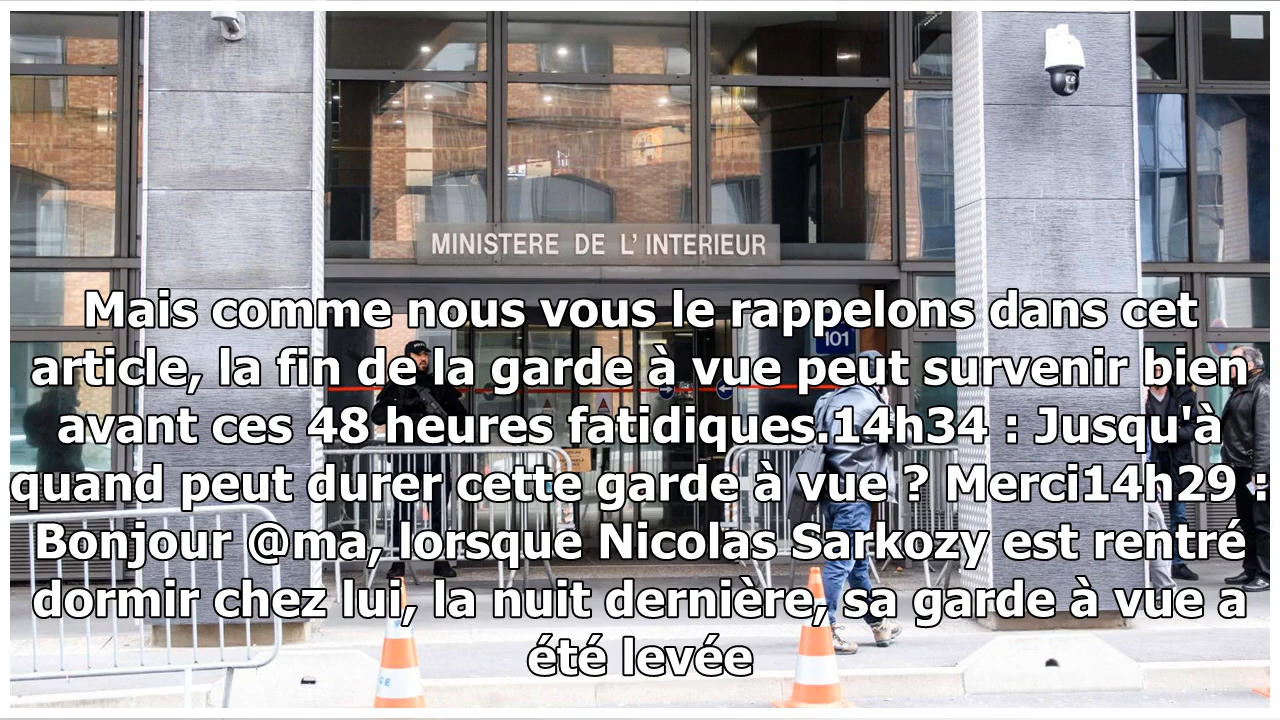 MINISTERE DE L' INTERIEUR
101
Mais comme nous vous le rappelons dans cet
article, la fin de la garde à vue peut survenir bien
avant ces 48 heures fatidiques.14h34 : Jusqu'à
quand peut durer cette garde à vue ? Merci14h29 :
Bonjour @ma, lorsque Nicolas Sarkozy est rentré
dormir chez lui, la nuit dernière, sa garde à vue a
été levée